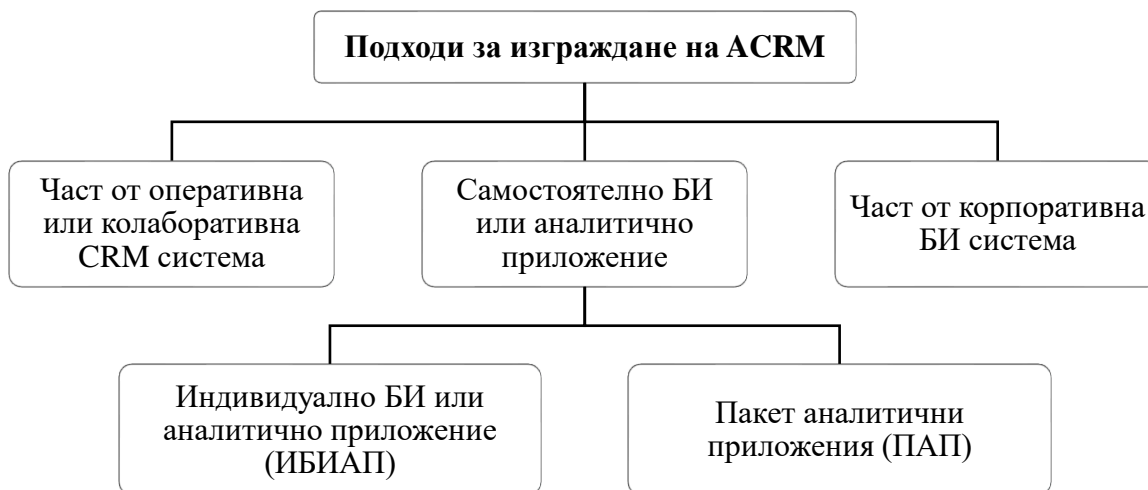 Подходи за изграждане на ACRM
Част от оперативна
или колаборативна
CRM система
Самостоятелно БИ
или аналитично
приложение
Част от корпоративна
БИ система
Индивидуално БИ или
аналитично приложение
(ИБИАП)
Пакет аналитични
приложения (ПАП)